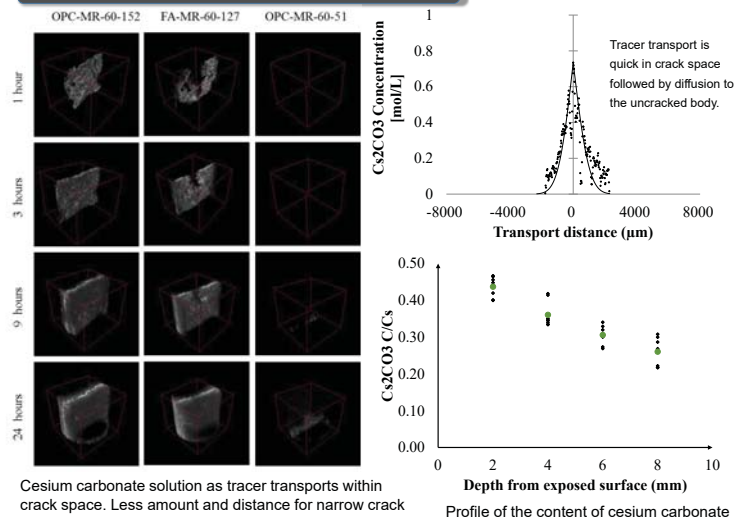 OPC-MR-60-152 FA-MR-60-127 OPC-MR-60-51
1 hour
3 hours
9 hours
24 hours
Cesium carbonate solution as tracer transports within
crack space. Less amount and distance for narrow crack
Cs2CO3 Concentration
[mol/L]
1
0.8
0.6
0.4
0.2
0
-8000 -4000 0 4000 8000
Transport distance (μm)
Tracer transport is
quick in crack space
followed by diffusion to
the uncracked body.
Cs2CO3 C/Cs
0.50
0.40
0.30
0.20
0.10
0.00
0 2 4 6 8 10
Depth from exposed surface (mm)
Profile of the content of cesium carbonate